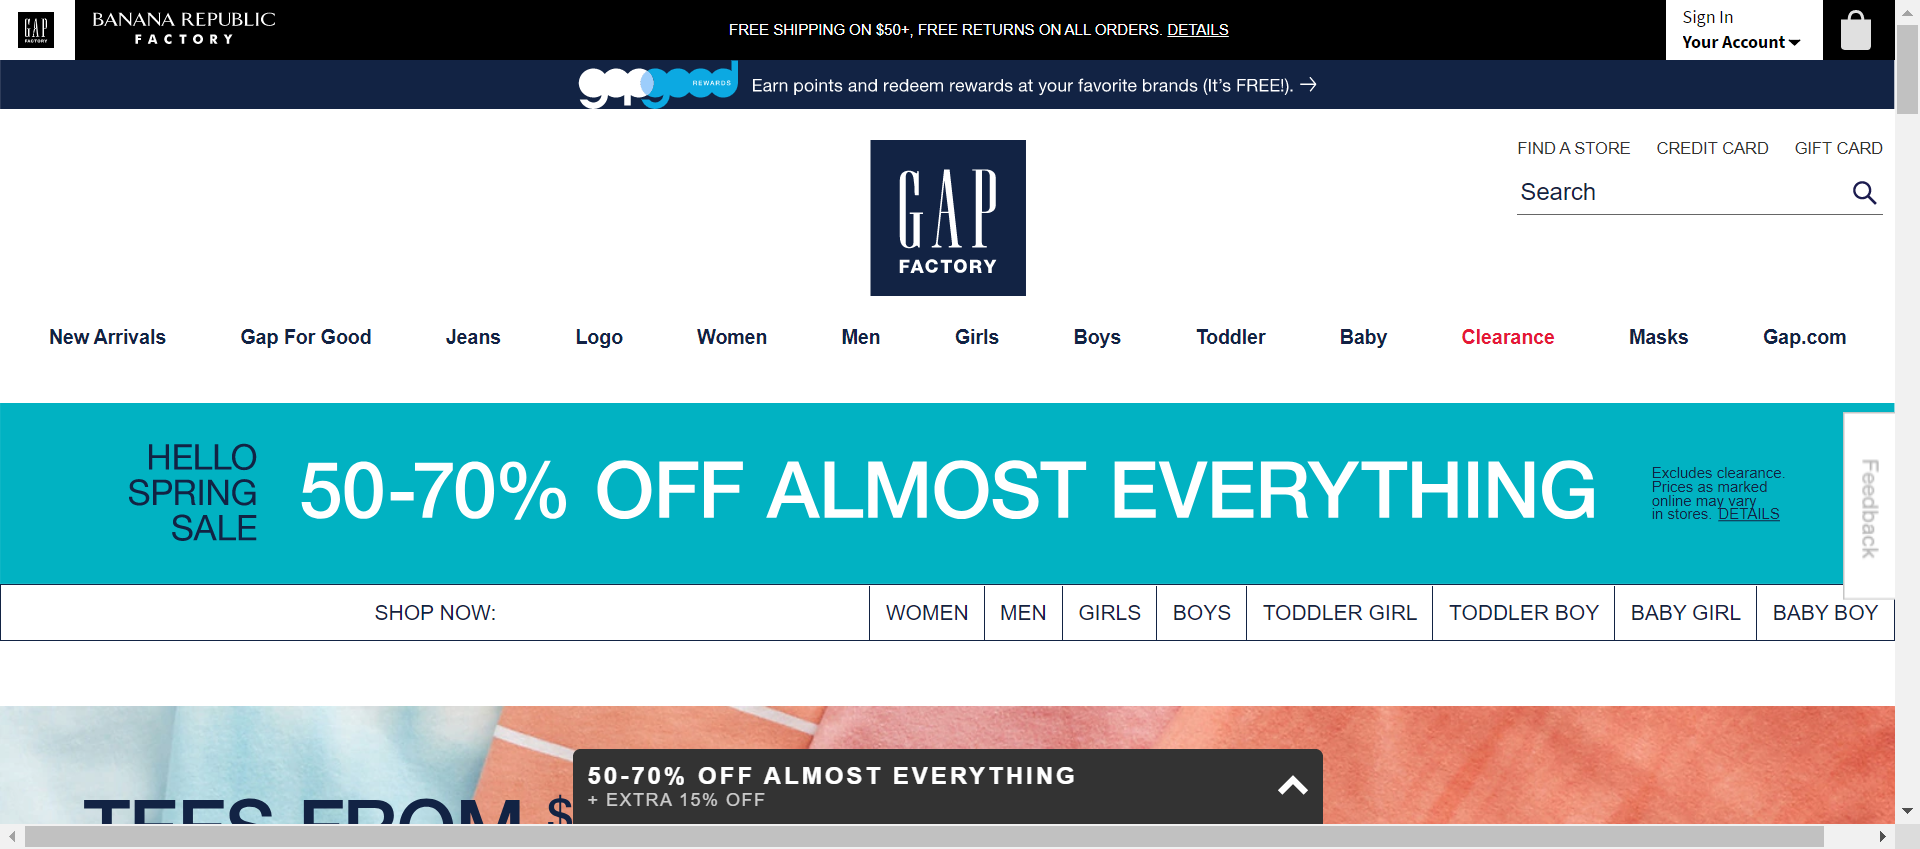 GAP
FACTORY
BANANA REPUBLIC
FACTORY
FREE SHIPPING ON $50+, FREE RETURNS ON ALL ORDERS. DETAILS
Sign In
Your Account
gapgood REWARDS
Earn points and redeem rewards at your favorite brands (It's FREE!). →
FIND A STORE CREDIT CARD GIFT CARD
Search
GAP
FACTORY
New Arrivals Gap For Good Jeans Logo Women Men Girls Boys Toddler Baby Clearance Masks Gap.com
HELLO
SPRING
SALE
50-70% OFF ALMOST EVERYTHING
Excludes clearance.
Prices as marked
online may vary
in stores. DETAILS
Feedback
SHOP NOW: WOMEN MEN GIRLS BOYS TODDLER GIRL TODDLER BOY BABY GIRL BABY BOY
TEES FROM $
50-70% OFF ALMOST EVERYTHING
+ EXTRA 15% OFF